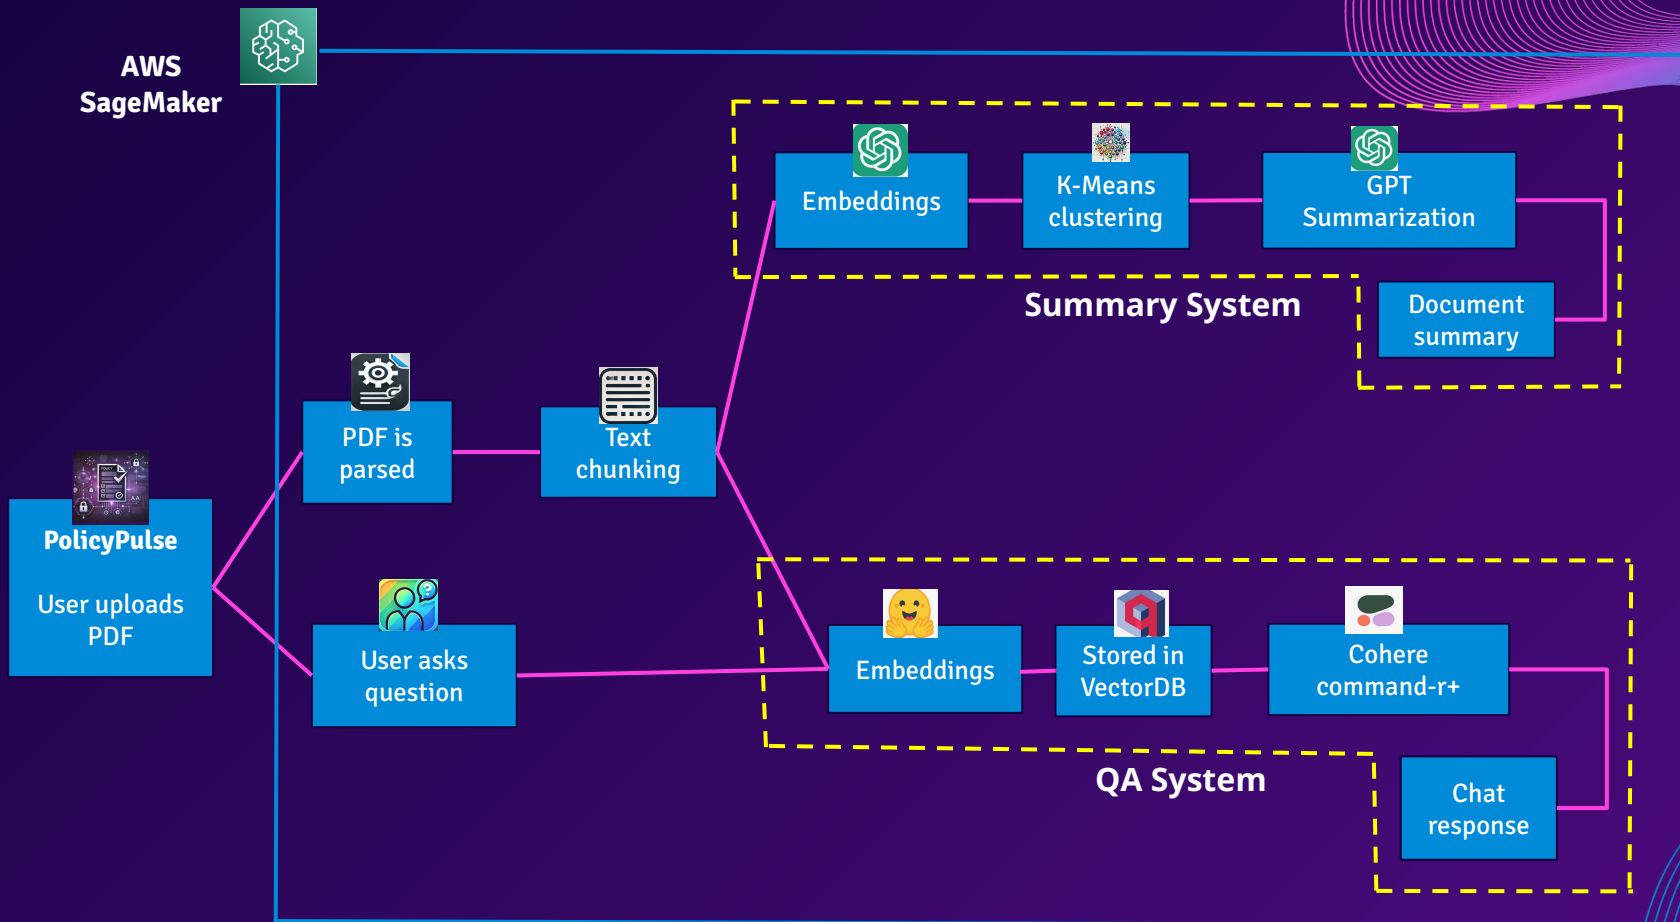 AWS
SageMaker
Embeddings
K-Means
clustering
GPT
Summarization
Document
summary
Summary System
PDF is
parsed
Text
chunking
PolicyPulse
User uploads
PDF
User asks
question
Embeddings
Stored in
VectorDB
Cohere
command-r+
QA System
Chat
response